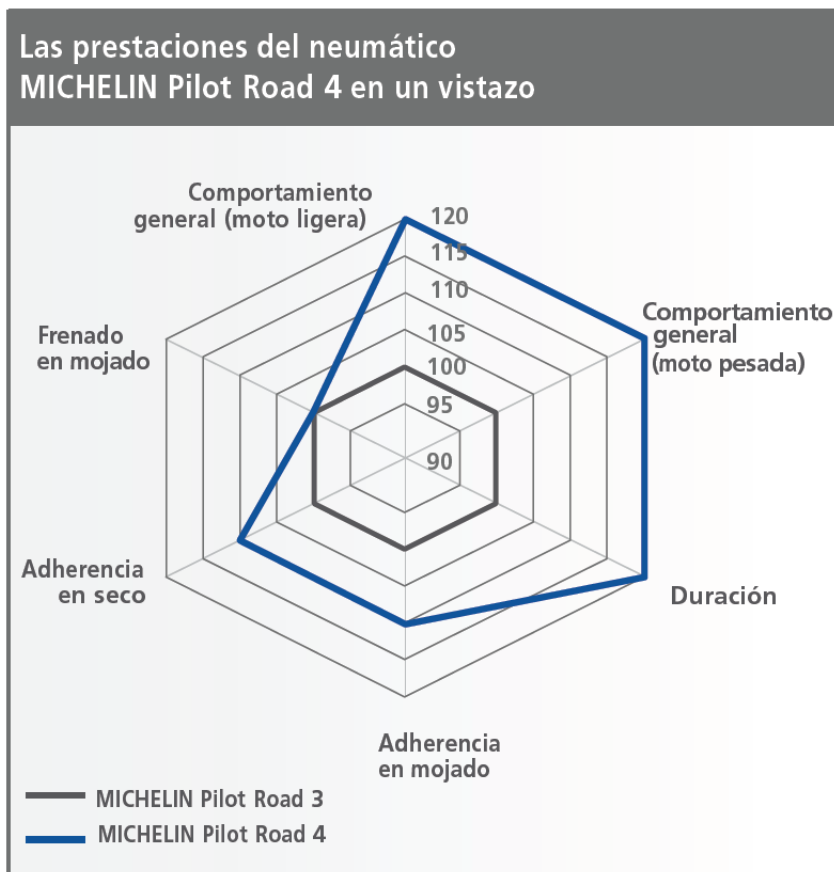 Las prestaciones del neumático
MICHELIN Pilot Road 4 en un vistazo
Comportamiento
general (moto ligera)
120
115
110
105
100
95
90
Comportamiento
general
(moto pesada)
Frenado
en mojado
Adherencia
en seco
Duración
Adherencia
en mojado
MICHELIN Pilot Road 3
MICHELIN Pilot Road 4